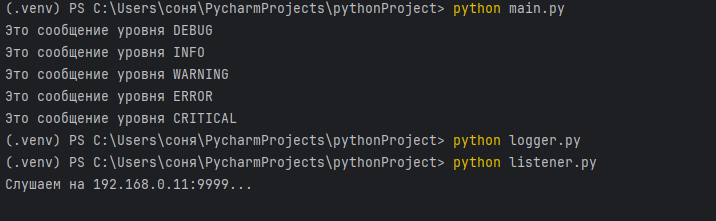 (.venv) PS C:\Users\соня\PycharmProjects\pythonProject> python main.py
Это сообщение уровня DEBUG
Это сообщение уровня INFO
Это сообщение уровня WARNING
Это сообщение уровня ERROR
Это сообщение уровня CRITICAL
(.venv) PS C:\Users\соня\PycharmProjects\pythonProject> python logger.py
(.venv) PS C:\Users\соня\PycharmProjects\pythonProject> python listener.py
Слушаем на 192.168.0.11:9999...